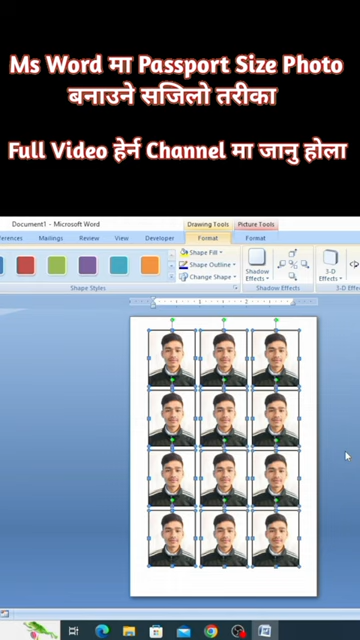 Ms Word मा Passport Size Photo
बनाउने सजिलो तरीका
Full Video हेर्न Channel मा जानु होला
Document1 - Microsoft Word
Drawing Tools
Picture Tools
ferences Mailings Review View Developer Format Format
Shape Fill
Shape Outline
Change Shape
Shadow Effects
3-D Effects
Shape Styles
Shadow Effects
3-D Effe